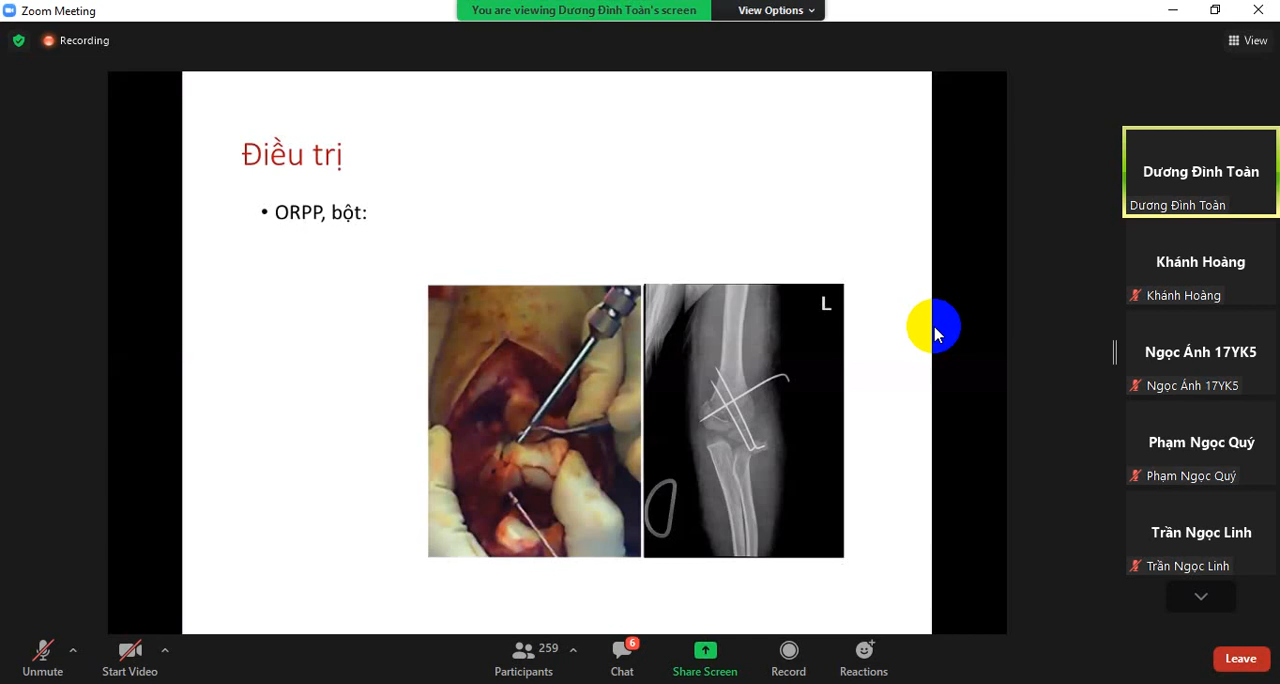 Zoom Meeting
You are viewing Dương Đình Toàn's screen
View Options
Recording
View
Điều trị
• ORPP, bột:
L
Dương Đình Toàn
Dương Đình Toàn
Khánh Hoàng
Khánh Hoàng
Ngọc Ánh 17YK5
Ngọc Ánh 17YK5
Phạm Ngọc Quý
Phạm Ngọc Quý
Trần Ngọc Linh
Trần Ngọc Linh
Unmute
Start Video
259
Participants
6
Chat
Share Screen
Record
Reactions
Leave